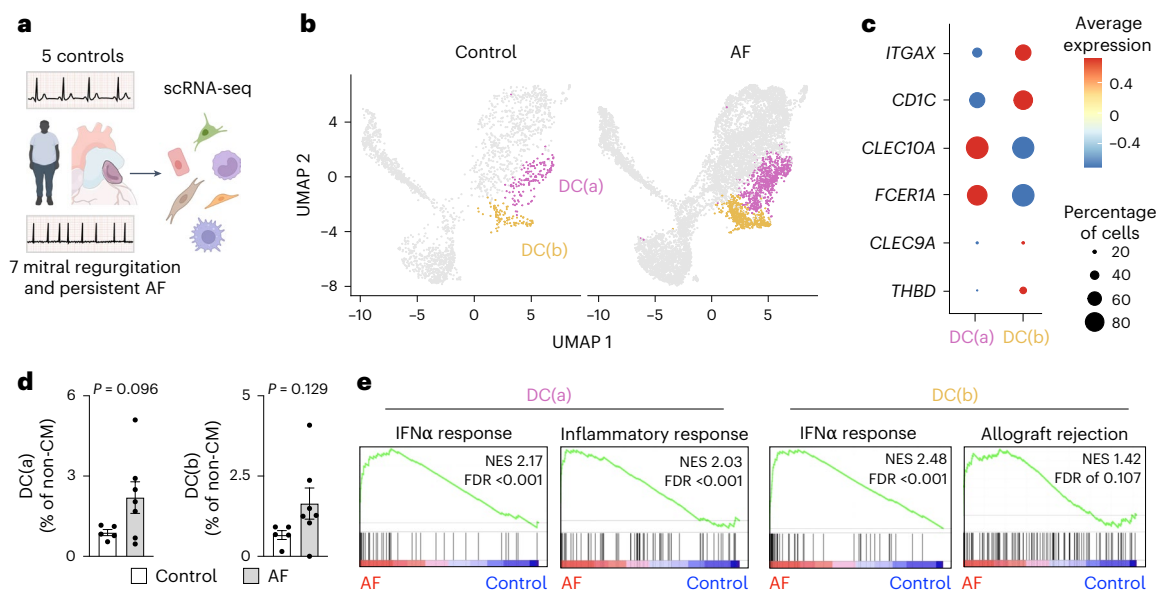 a
5 controls
scRNA-seq
7 mitral regurgitation
and persistent AF
b
Control
AF
UMAP 2
4
0
−4
−8
DC(a)
DC(b)
−10
−5
0
5
−10
−5
0
5
UMAP 1
c
ITGAX
CD1C
CLEC10A
FCER1A
CLEC9A
THBD
DC(a)
DC(b)
Average
expression
0.4
0
−0.4
Percentage
of cells
20
40
60
80
d
P = 0.096
DC(a)
(% of non-CM)
6
3
0
P = 0.129
DC(b)
(% of non-CM)
5
2.5
0
Control
AF
e
DC(a)
IFNα response
NES 2.17
FDR <0.001
AF
Control
Inflammatory response
NES 2.03
FDR <0.001
AF
Control
DC(b)
IFNα response
NES 2.48
FDR <0.001
AF
Control
Allograft rejection
NES 1.42
FDR of 0.107
AF
Control